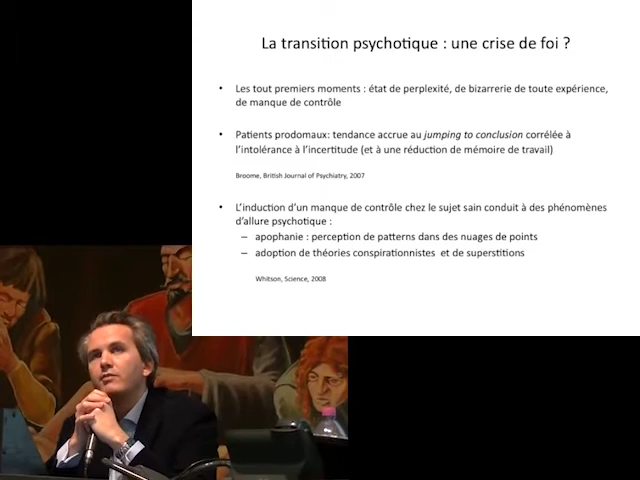 La transition psychotique : une crise de foi ?
• Les tout premiers moments : état de perplexité, de bizarrerie de toute expérience,
de manque de contrôle
• Patients prodomaux: tendance accrue au jumping to conclusion corrélée à
l'intolérance à l'incertitude (et à une réduction de mémoire de travail)
Broome, British Journal of Psychiatry, 2007
• L'induction d'un manque de contrôle chez le sujet sain conduit à des phénomènes
d'allure psychotique :
– apophanie : perception de patterns dans des nuages de points
– adoption de théories conspirationnistes et de superstitions
Whitson, Science, 2008